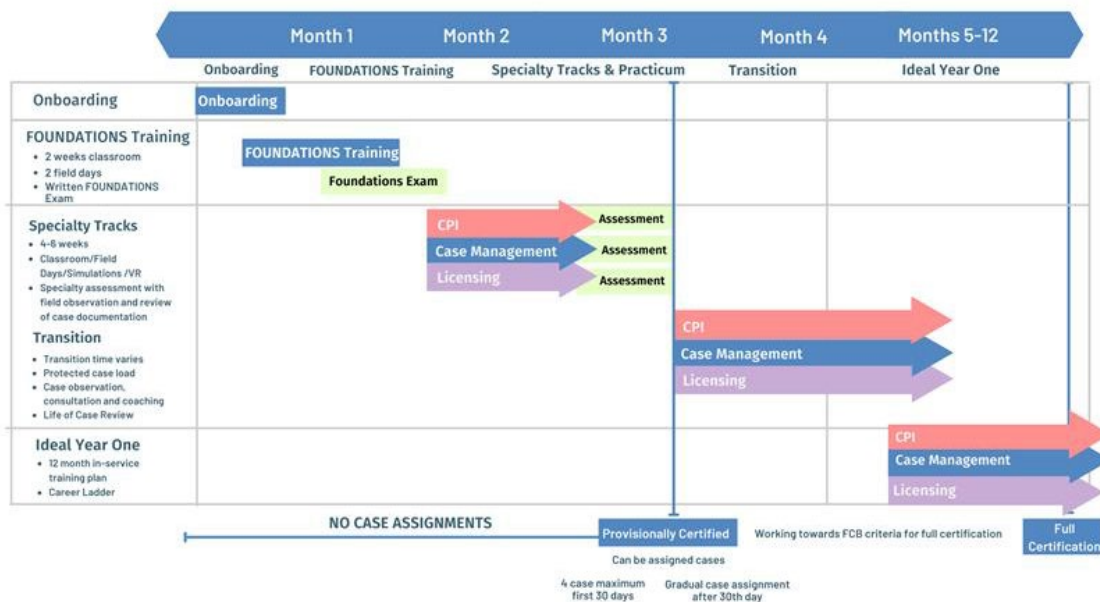 Month 1
Month 2
Month 3
Month 4
Months 5-12
Onboarding
FOUNDATIONS Training
Specialty Tracks & Practicum
Transition
Ideal Year One
Onboarding
Onboarding
FOUNDATIONS Training
• 2 weeks classroom
• 2 field days
• Written FOUNDATIONS
Exam
FOUNDATIONS Training
Foundations Exam
Specialty Tracks
• 4-6 weeks
• Classroom/Field
Days/Simulations /VR
• Specialty assessment with
field observation and review
of case documentation
CPI
Assessment
Case Management
Assessment
Licensing
Assessment
Transition
• Transition time varies
• Protected case load
• Case observation,
consultation and coaching
• Life of Case Review
CPI
Case Management
Licensing
Ideal Year One
• 12 month in-service
training plan
• Career Ladder
CPI
Case Management
Licensing
NO CASE ASSIGNMENTS
Provisionally Certified
Working towards FCB criteria for full certification
Full
Certification
Can be assigned cases
4 case maximum
first 30 days
Gradual case assignment
after 30th day